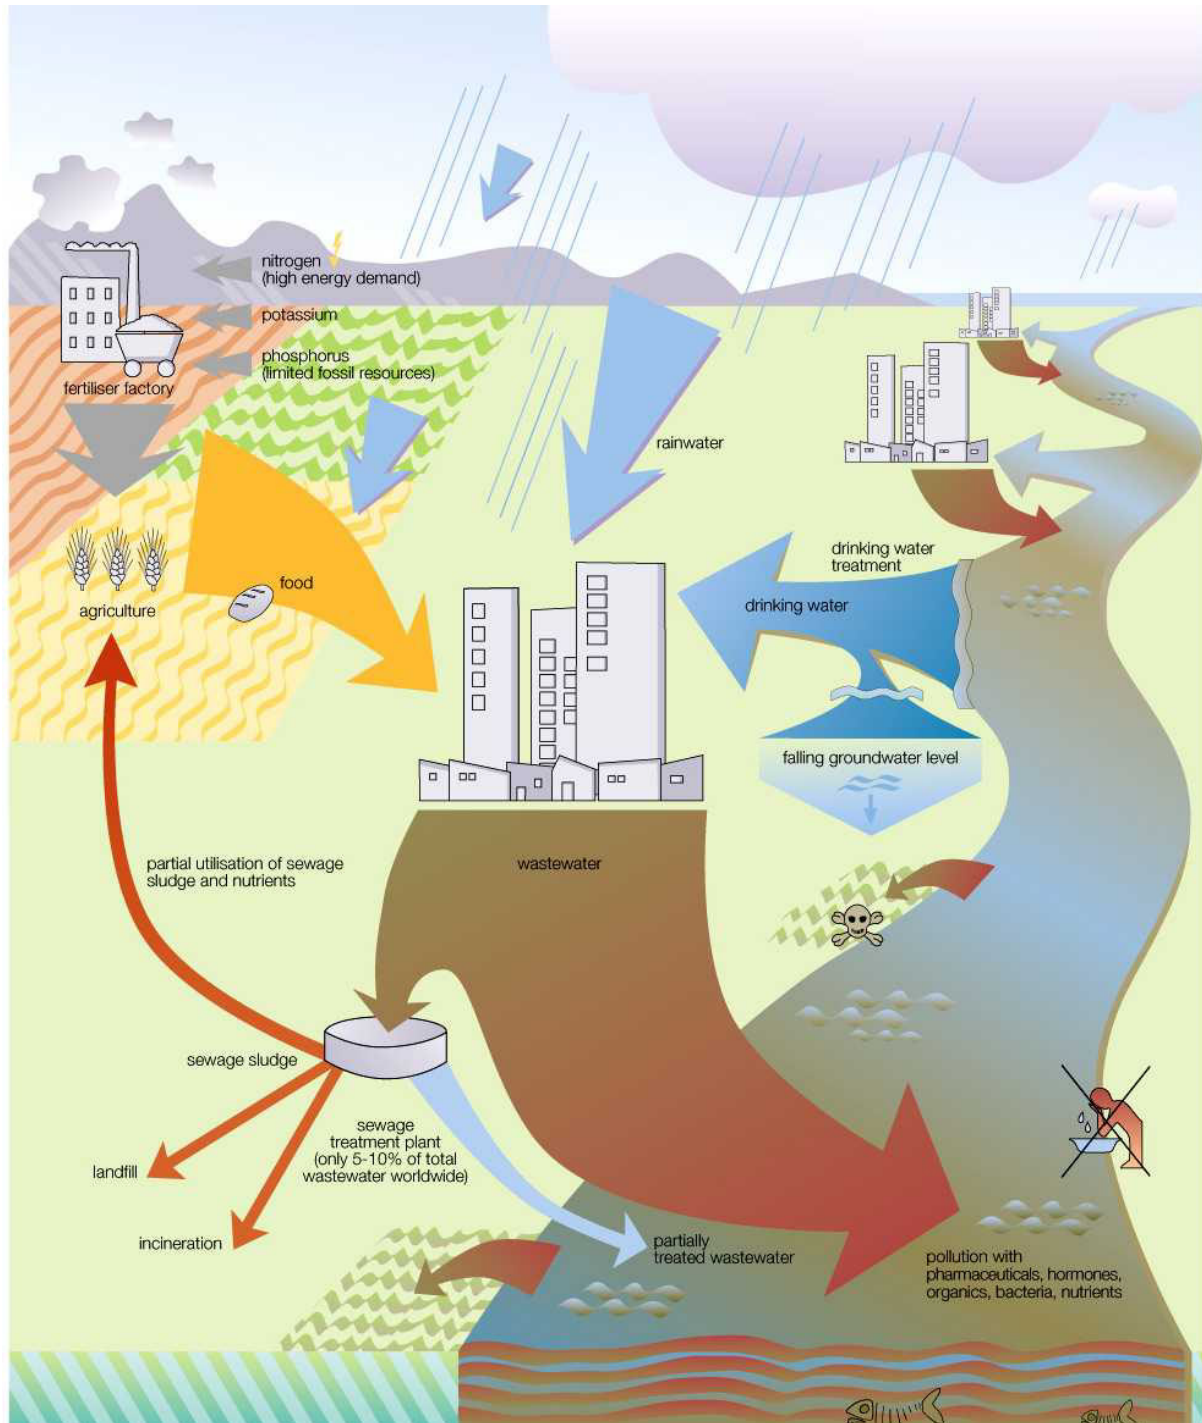 nitrogen
(high energy demand)
potassium
phosphorus
(limited fossil resources)
fertiliser factory
rainwater
drinking water
treatment
drinking water
food
agriculture
falling groundwater level
partial utilisation of sewage
sludge and nutrients
wastewater
sewage sludge
sewage
treatment plant
(only 5-10% of total
wastewater worldwide)
landfill
incineration
partially
treated wastewater
pollution with
pharmaceuticals, hormones,
organics, bacteria, nutrients